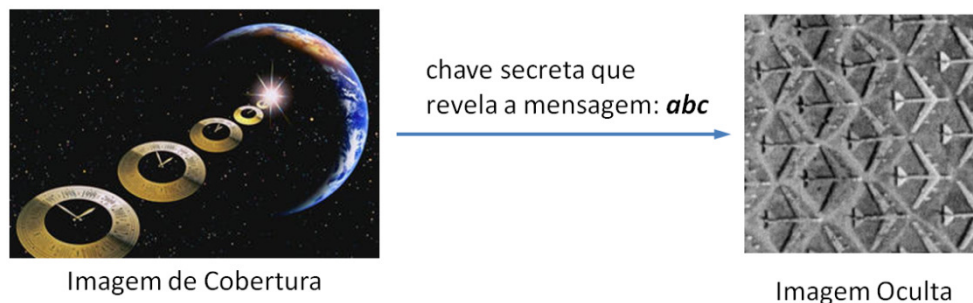 chave secreta que
revela a mensagem: abc
Imagem de Cobertura
Imagem Oculta